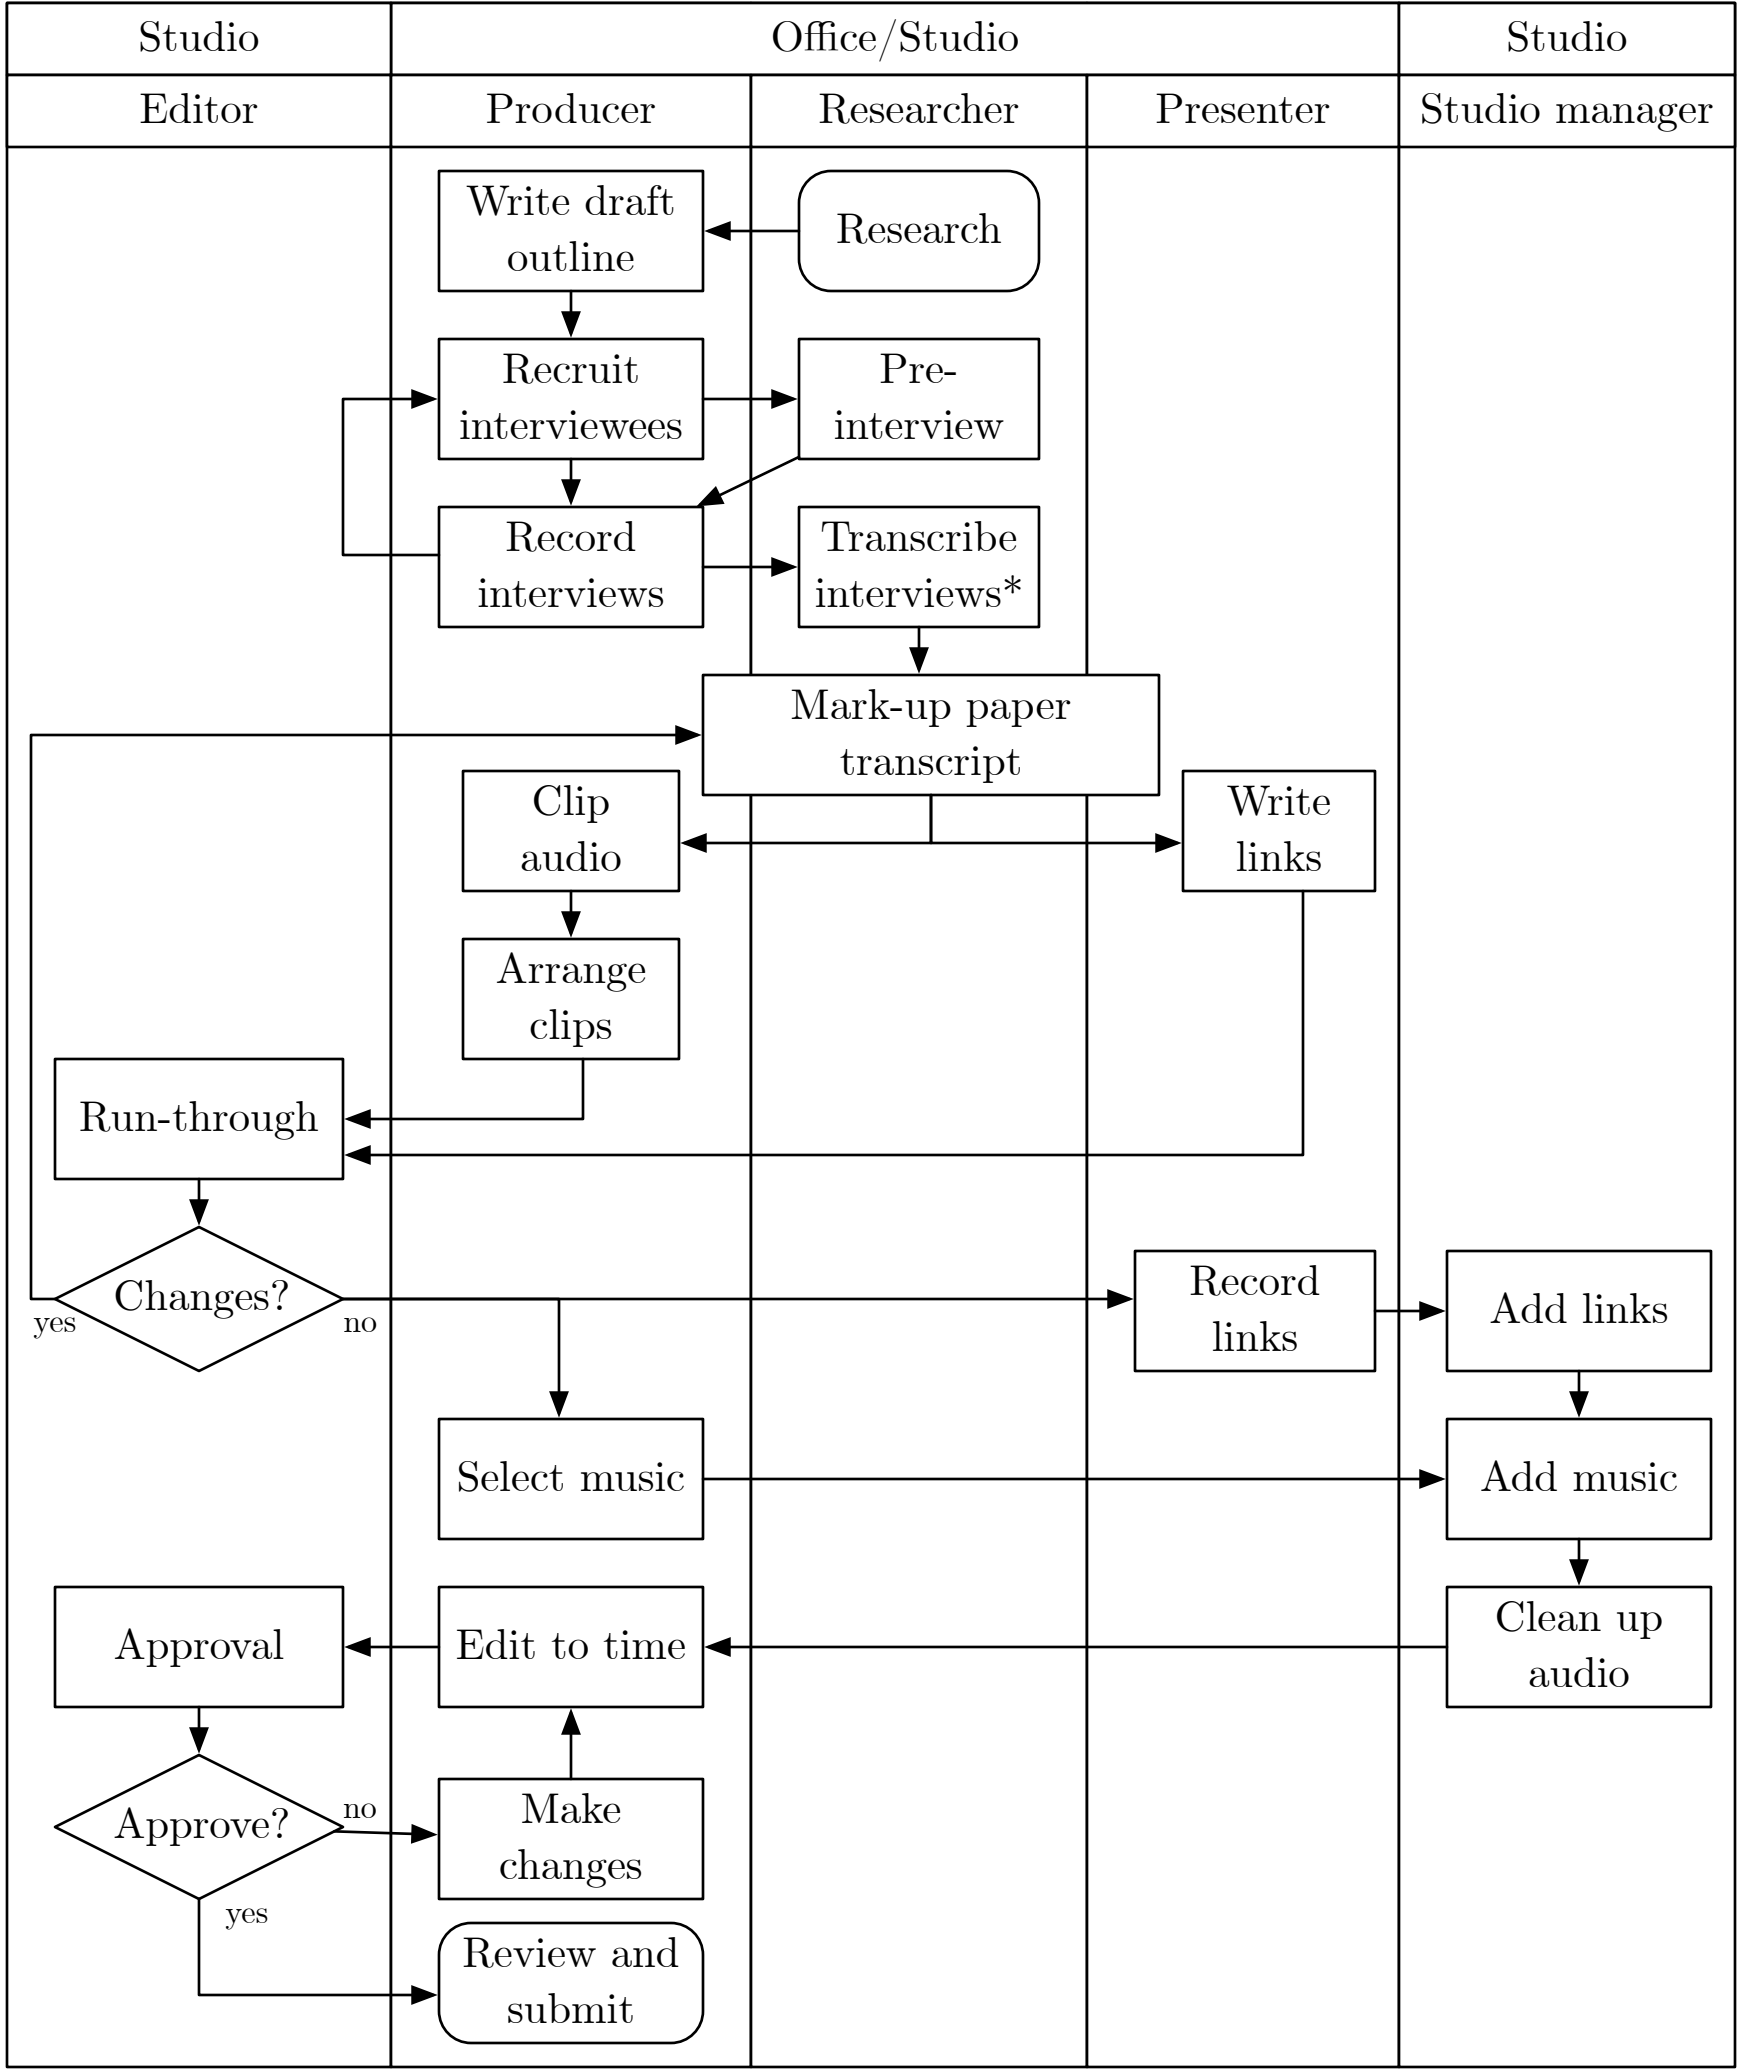 Studio
Office/Studio
Studio
Editor
Producer
Researcher
Presenter
Studio manager
Write draft
outline
Research
Recruit
interviewees
Pre-
interview
Record
interviews
Transcribe
interviews*
Mark-up paper
transcript
Clip
audio
Write
links
Arrange
clips
Run-through
Changes?
yes
no
Record
links
Add links
Select music
Add music
Approval
Edit to time
Clean up
audio
Approve?
no
yes
Make
changes
Review and
submit